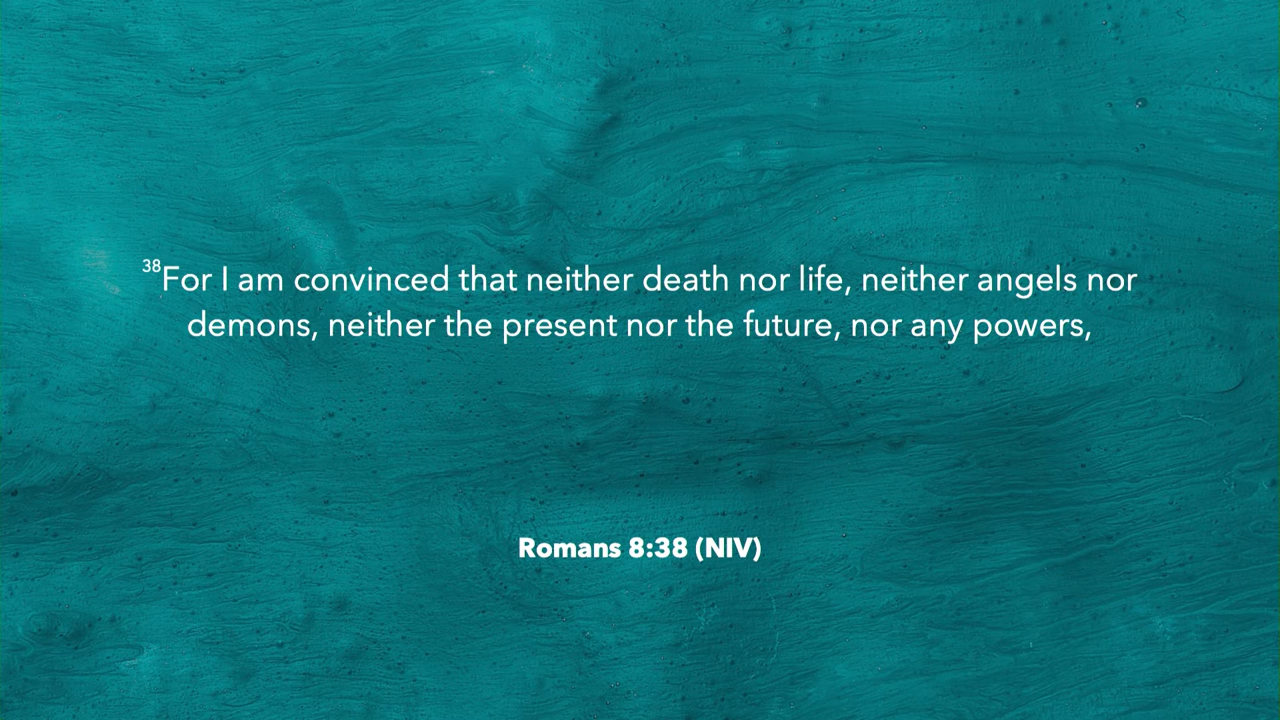 38For I am convinced that neither death nor life, neither angels nor
demons, neither the present nor the future, nor any powers,
Romans 8:38 (NIV)